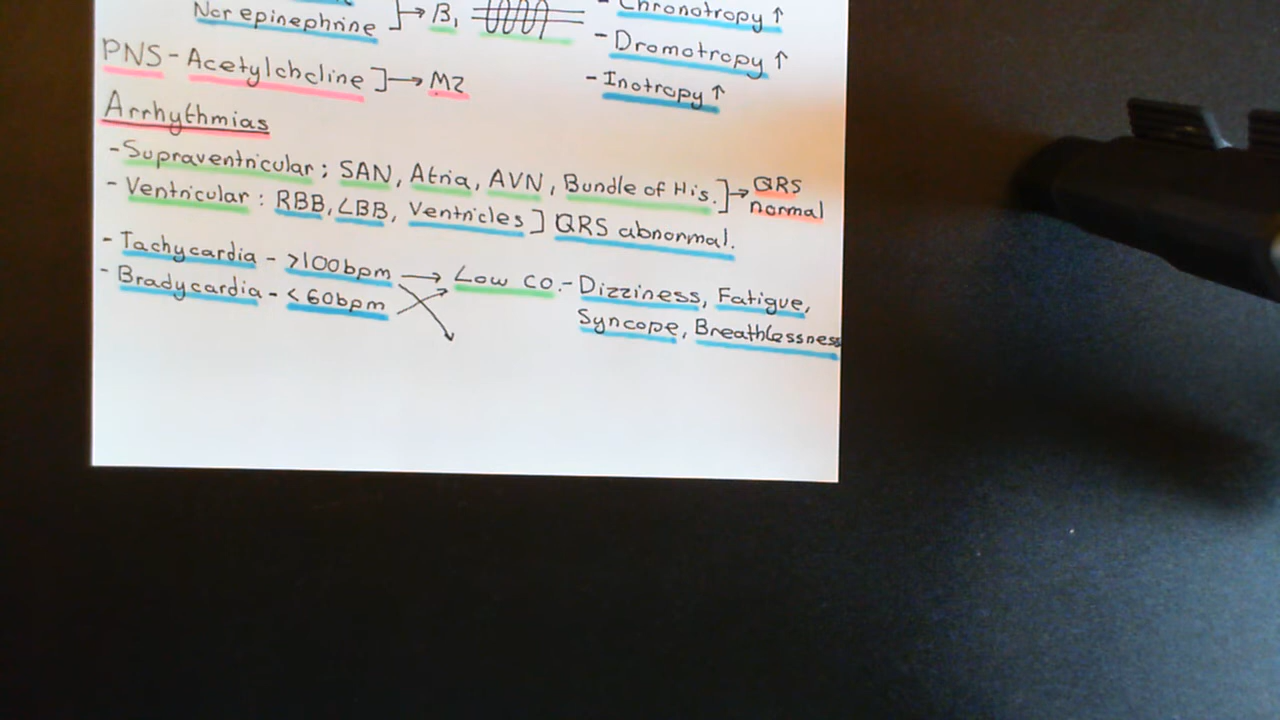 Norepinephrine ]→ β1
- Chronotropy ↑
- Dromotropy ↑
- Inotropy ↑
PNS - Acetylcholine ]→ M2
Arrhythmias
- Supraventricular ; SAN, Atria, AVN, Bundle of His. ]→ QRS normal
- Ventricular : RBB, LBB, Ventricles ] QRS abnormal.
- Tachycardia - >100bpm → Low CO. - Dizziness, Fatigue,
Syncope, Breathlessness
- Bradycardia - <60bpm